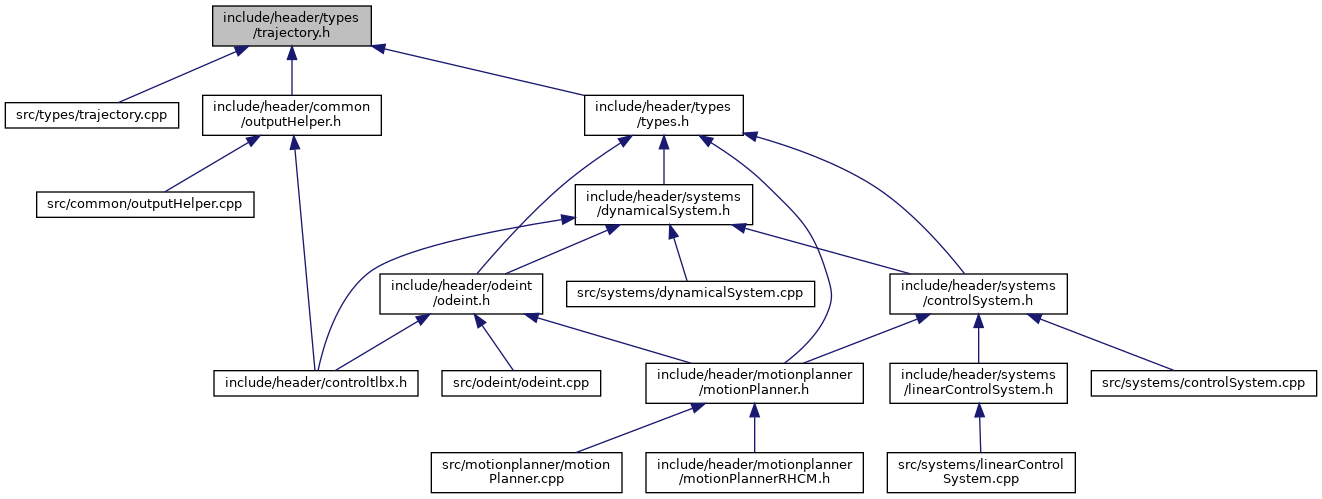 include/header/types
/trajectory.h
src/types/trajectory.cpp
include/header/common
/outputHelper.h
include/header/types
/types.h
src/common/outputHelper.cpp
include/header/systems
/dynamicalSystem.h
include/header/odeint
/odeint.h
src/systems/dynamicalSystem.cpp
include/header/systems
/controlSystem.h
include/header/controltlbx.h
src/odeint/odeint.cpp
include/header/motionplanner
/motionPlanner.h
include/header/systems
/linearControlSystem.h
src/systems/controlSystem.cpp
src/motionplanner/motion
Planner.cpp
include/header/motionplanner
/motionPlannerRHCM.h
src/systems/linearControl
System.cpp